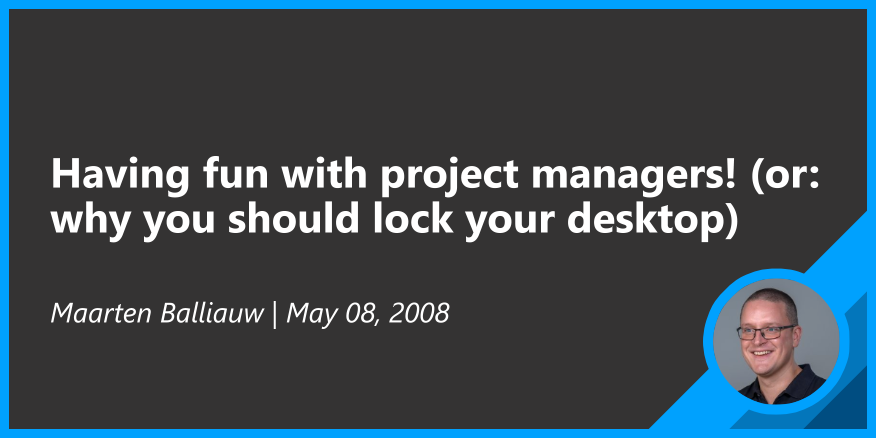 Having fun with project managers! (or:
why you should lock your desktop)
Maarten Balliauw | May 08, 2008